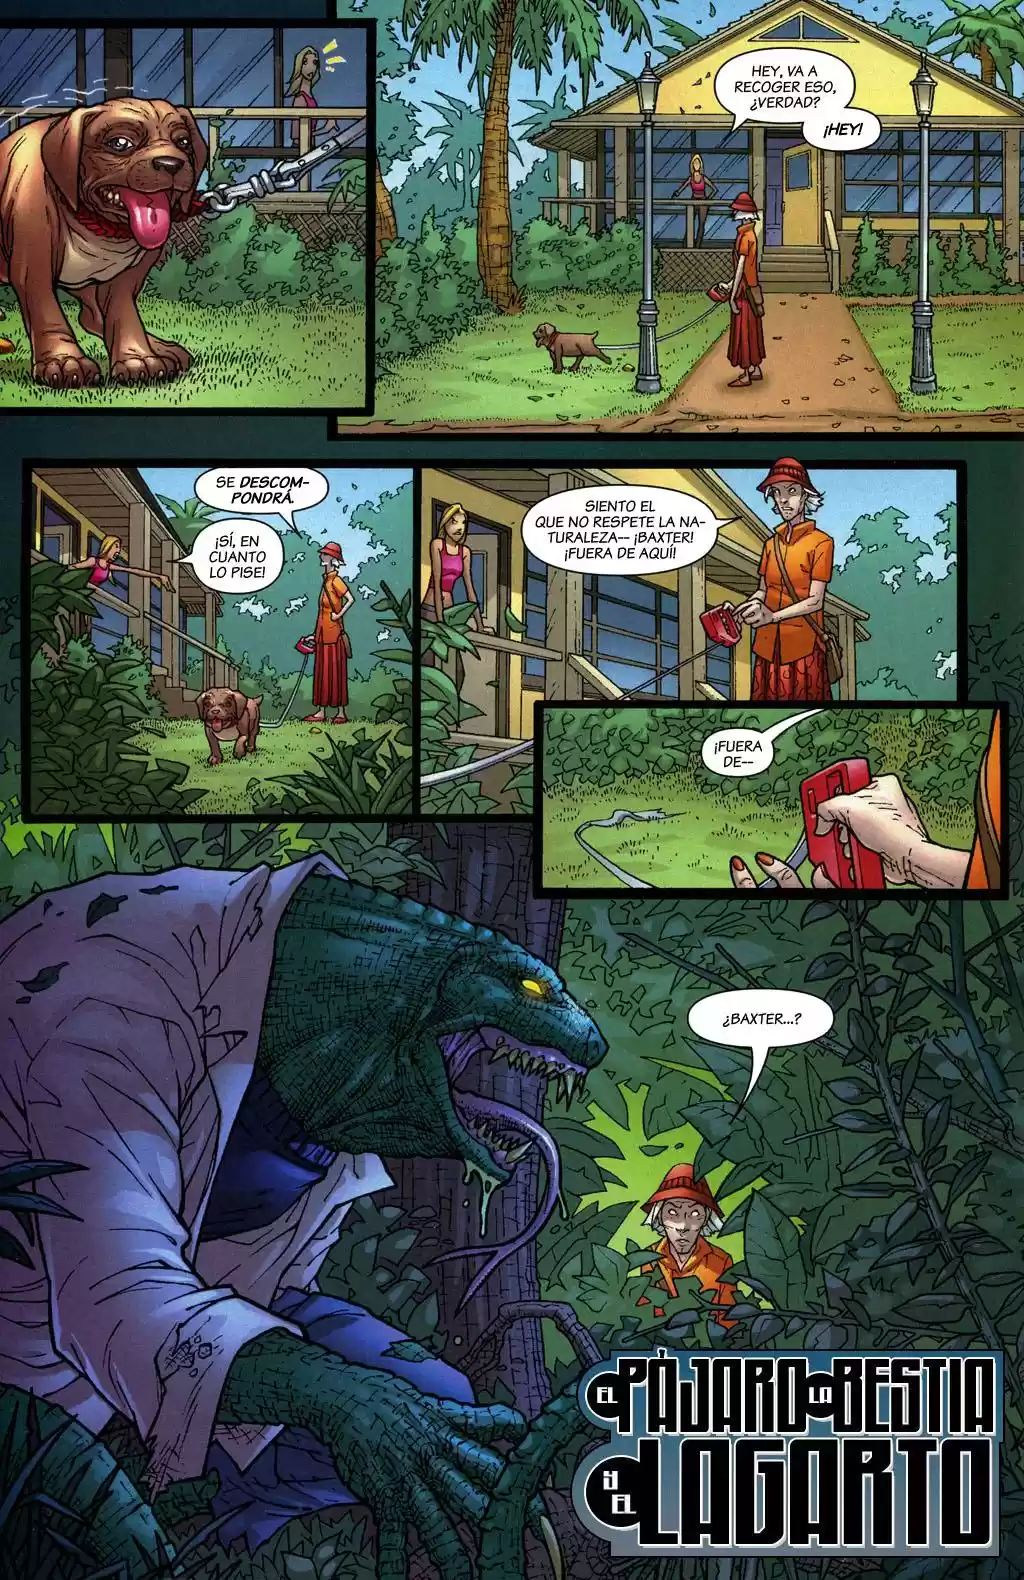 HEY, VA A
RECOGER ESO,
¿VERDAD?
¡HEY!
SE DESCOM-
PONDRÁ.
¡SÍ, EN
CUANTO
LO PISE!
SIENTO EL
QUE NO RESPETE LA NA-
TURALEZA-- ¡BAXTER!
¡FUERA DE AQUÍ!
¡FUERA
DE--
¿BAXTER...?
EL PÁJARO LA BESTIA
Y EL LAGARTO